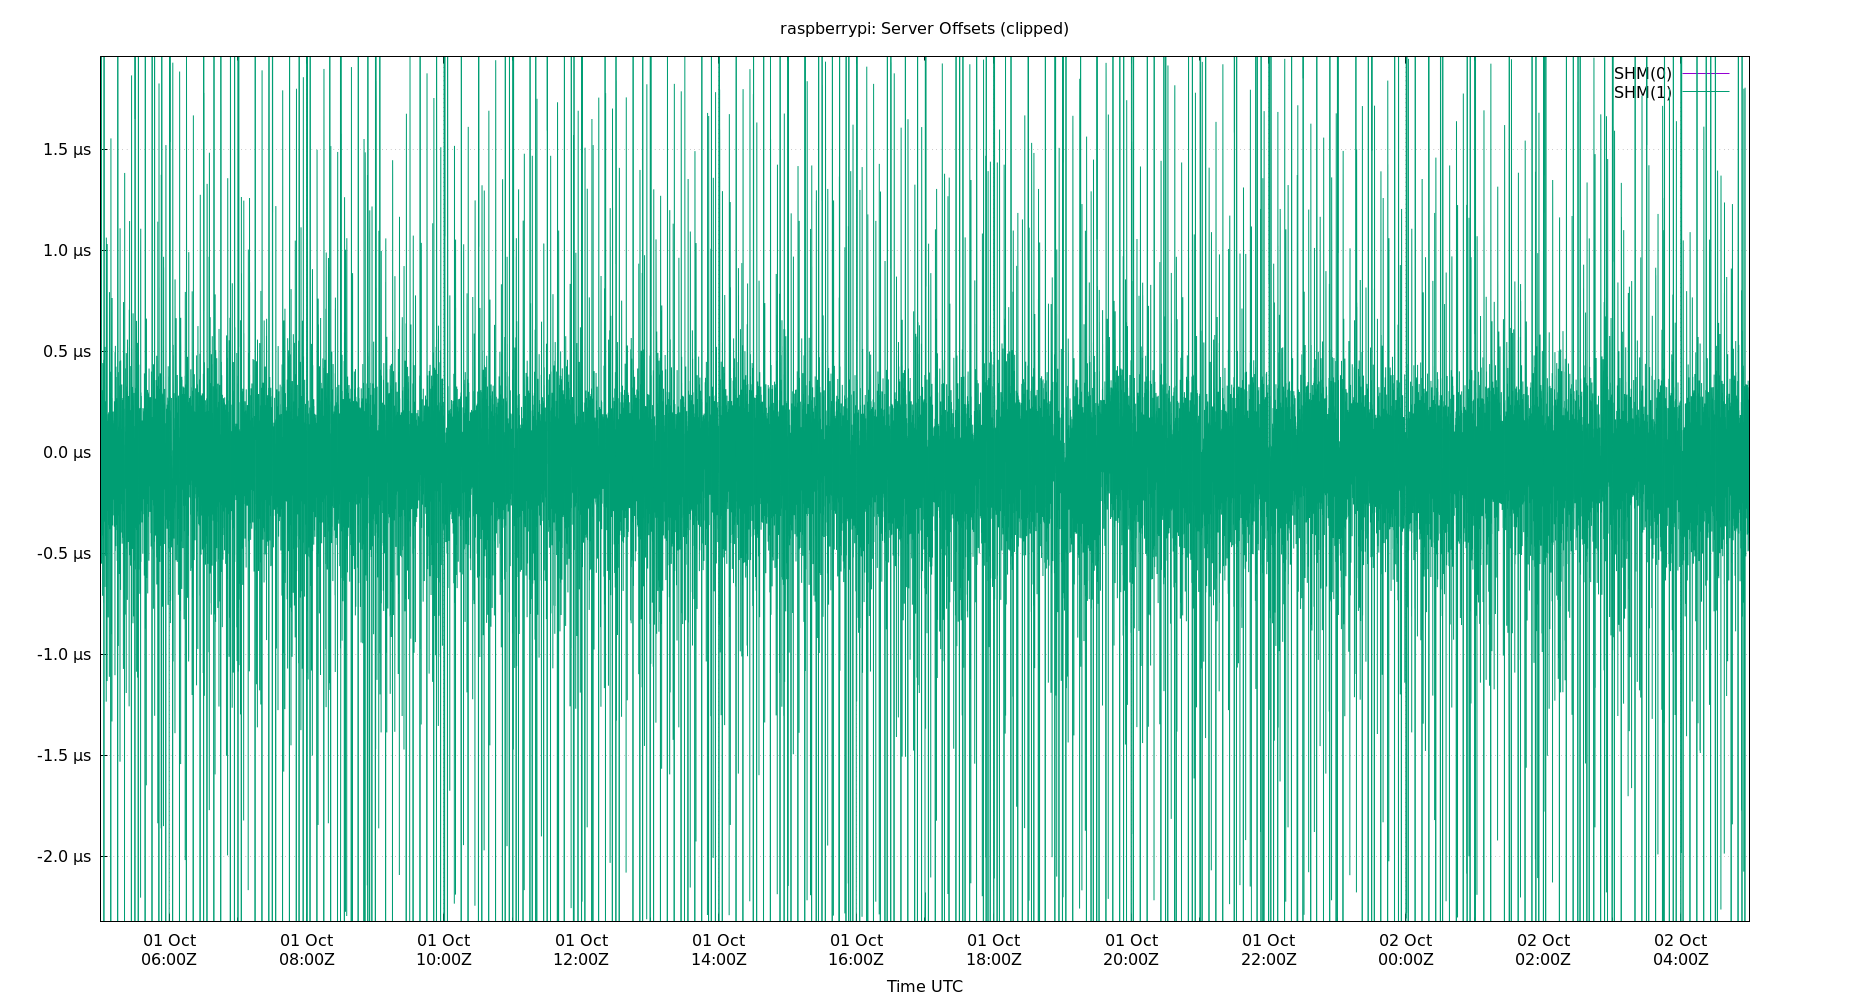 raspberrypi: Server Offsets (clipped)
SHM(0)
SHM(1)
1.5 µs
1.0 µs
0.5 µs
0.0 µs
-0.5 µs
-1.0 µs
-1.5 µs
-2.0 µs
01 Oct 01 Oct 01 Oct 01 Oct 01 Oct 01 Oct 01 Oct 01 Oct 01 Oct 02 Oct 02 Oct 02 Oct
06:00Z 08:00Z 10:00Z 12:00Z 14:00Z 16:00Z 18:00Z 20:00Z 22:00Z 00:00Z 02:00Z 04:00Z
Time UTC